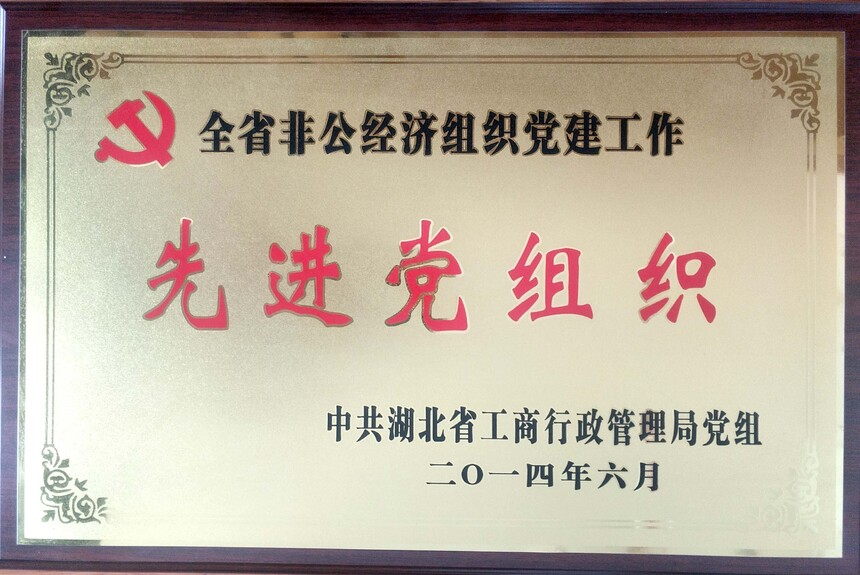 全省非公经济组织党建工作
先进党组织
中共湖北省工商行政管理局党组
二〇一四年六月